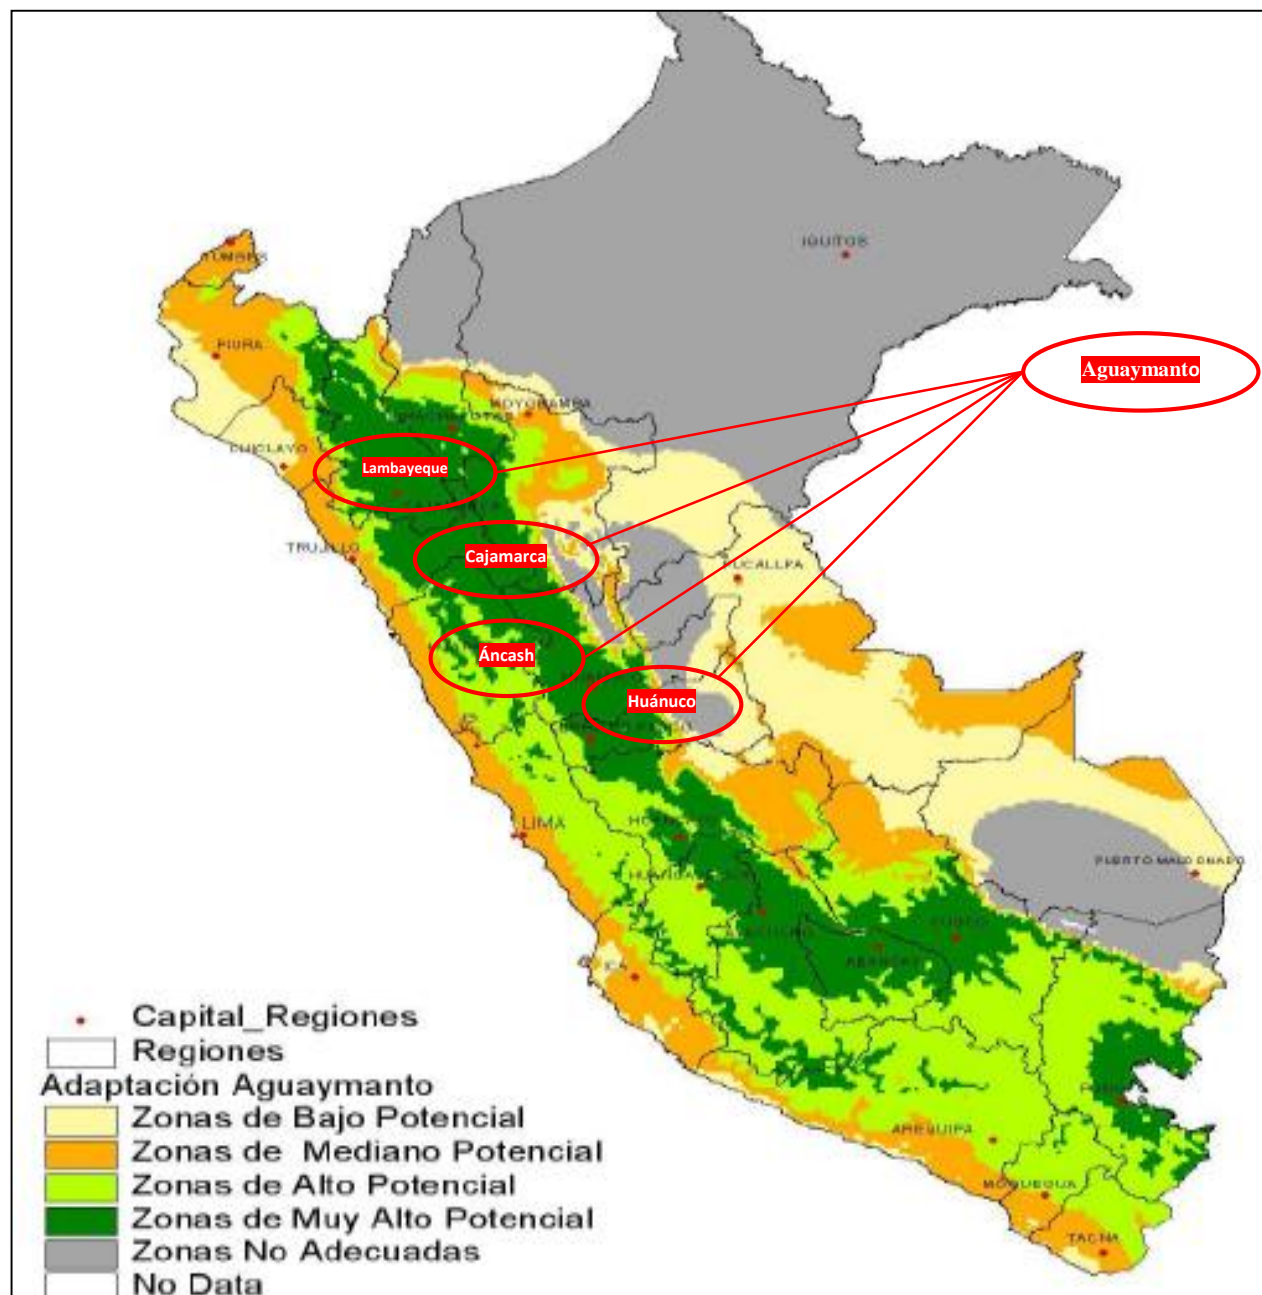 IQUITOS
TUMBES
PIURA
Aguaymanto
MOYOBAMBA
CHICLAYO
Lambayeque
TRUJILLO
Cajamarca
PUCALLPA
Áncash
Huánuco
LIMA
PUERTO MALDONADO
CUSCO
AYACUCHO
ABANCAY
ICA
Capital_Regiones
Regiones
Adaptación Aguaymanto
Zonas de Bajo Potencial
Zonas de Mediano Potencial
AREQUIPA
Zonas de Alto Potencial
MOQUEGUA
Zonas de Muy Alto Potencial
TACNA
Zonas No Adecuadas
No Data